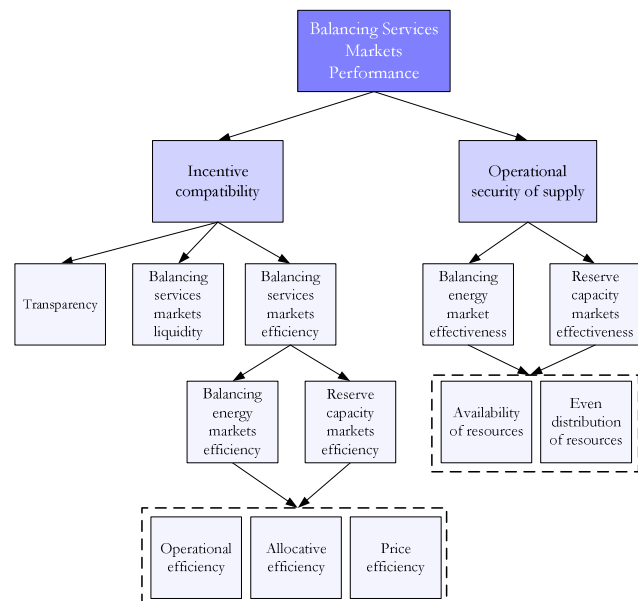 Balancing Services
Markets
Performance
Incentive
compatibility
Operational
security of supply
Transparency
Balancing
services
markets
liquidity
Balancing
services
markets
efficiency
Balancing
energy
market
effectiveness
Reserve
capacity
markets
effectiveness
Balancing
energy
markets
efficiency
Reserve
capacity
markets
efficiency
Availability
of resources
Even
distribution
of resources
Operational
efficiency
Allocative
efficiency
Price
efficiency